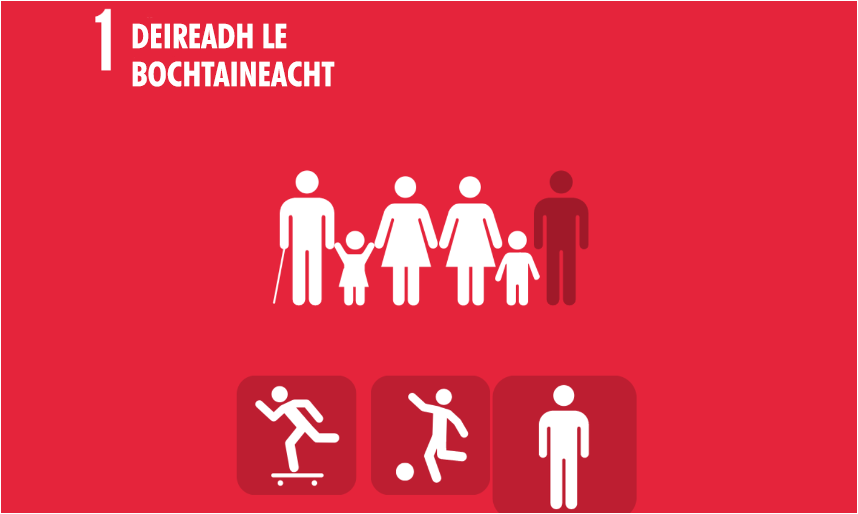 1 DEIREADH LE
BOCHTAINEACHT